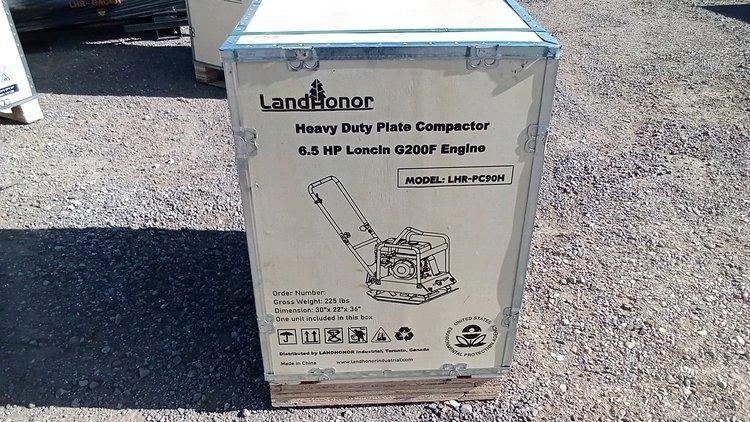 LHR-GAC6H
LandHonor
Heavy Duty Plate Compactor
6.5 HP Loncin G200F Engine
MODEL: LHR-PC90H
Order Number:
Gross Weight: 225 lbs
Dimension: 30"x 22"x 36"
One unit included in this box
UNITED STATES
ENVIRONMENTAL PROTECTION AGENCY
Distributed by LANDHONOR Industrial, Toronto, Canada
Made in China
www.landhonorindustrial.com